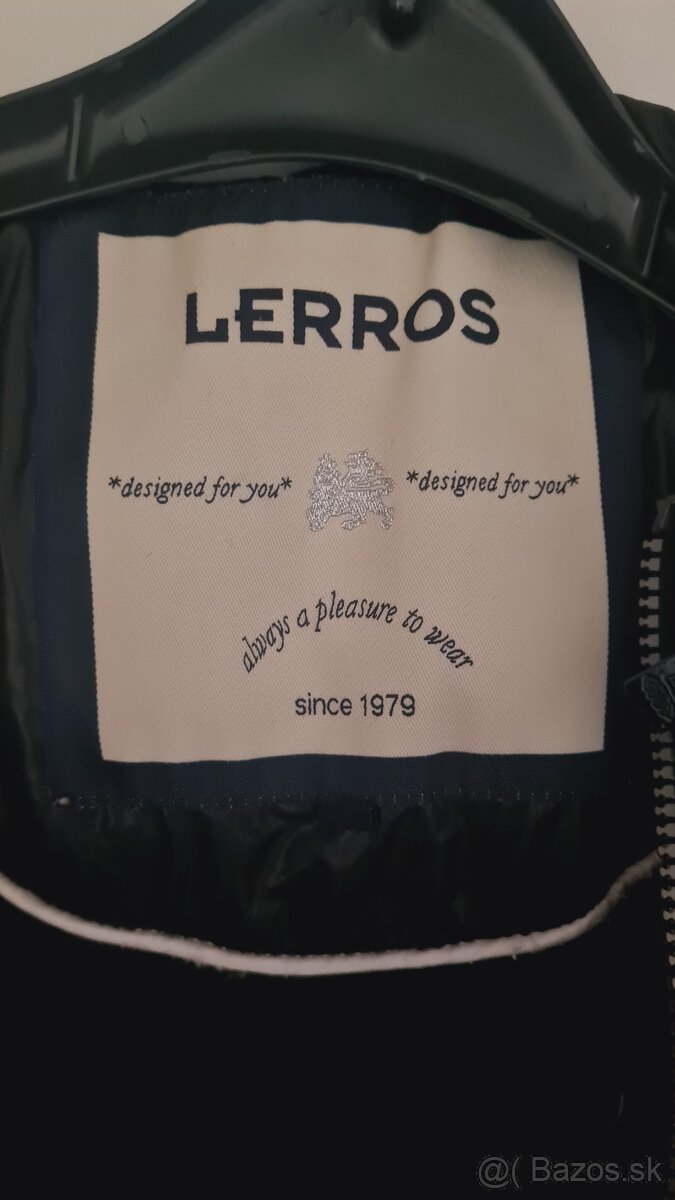 LERROS
*designed for you* *designed for you*
always a pleasure to wear
since 1979
@( Bazos.sk